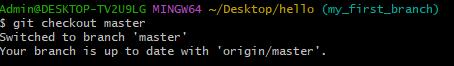 Admin@DESKTOP-TV2U9LG MINGW64 ~/Desktop/hello (my_first_branch)
$ git checkout master
Switched to branch 'master'
Your branch is up to date with 'origin/master'.